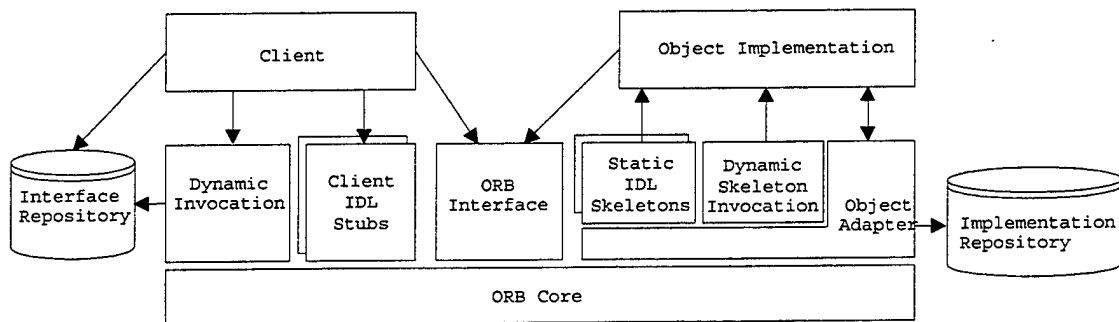 Client
Object Implementation
Interface
Repository
Dynamic
Invocation
Client
IDL
Stubs
ORB
Interface
Static
IDL
Skeletons
Dynamic
Skeleton
Invocation
Object
Adapter
Implementation
Repository
ORB Core